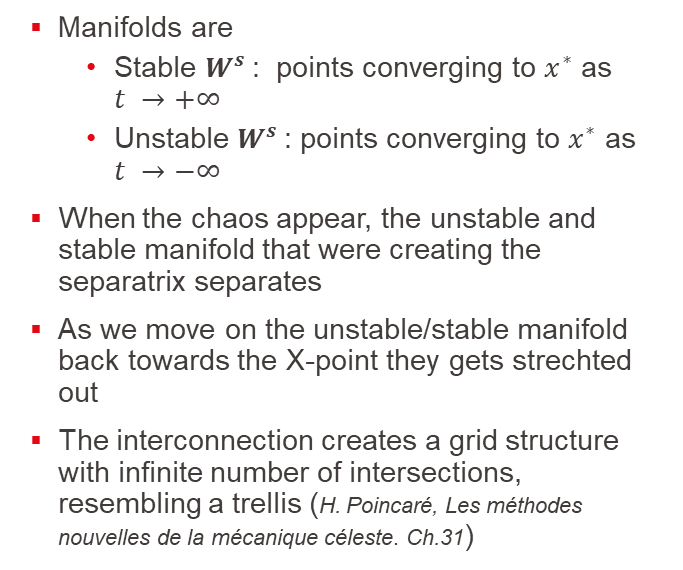 ▪ Manifolds are
• Stable 𝑾ˢ : points converging to 𝑥* as
𝑡 → +∞
• Unstable 𝑾ˢ : points converging to 𝑥* as
𝑡 → −∞
▪ When the chaos appear, the unstable and
stable manifold that were creating the
separatrix separates
▪ As we move on the unstable/stable manifold
back towards the X-point they gets strechted
out
▪ The interconnection creates a grid structure
with infinite number of intersections,
resembling a trellis (H. Poincaré, Les méthodes
nouvelles de la mécanique céleste. Ch.31)